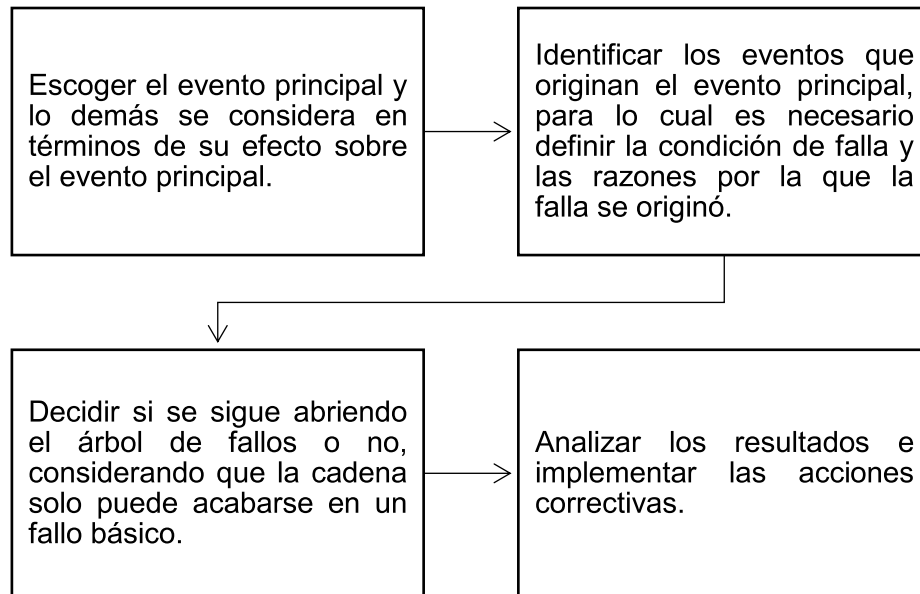 Escoger el evento principal y
lo demás se considera en
términos de su efecto sobre
el evento principal.
Identificar los eventos que
originan el evento principal,
para lo cual es necesario
definir la condición de falla y
las razones por la que la
falla se originó.
Decidir si se sigue abriendo
el árbol de fallos o no,
considerando que la cadena
solo puede acabarse en un
fallo básico.
Analizar los resultados e
implementar las acciones
correctivas.